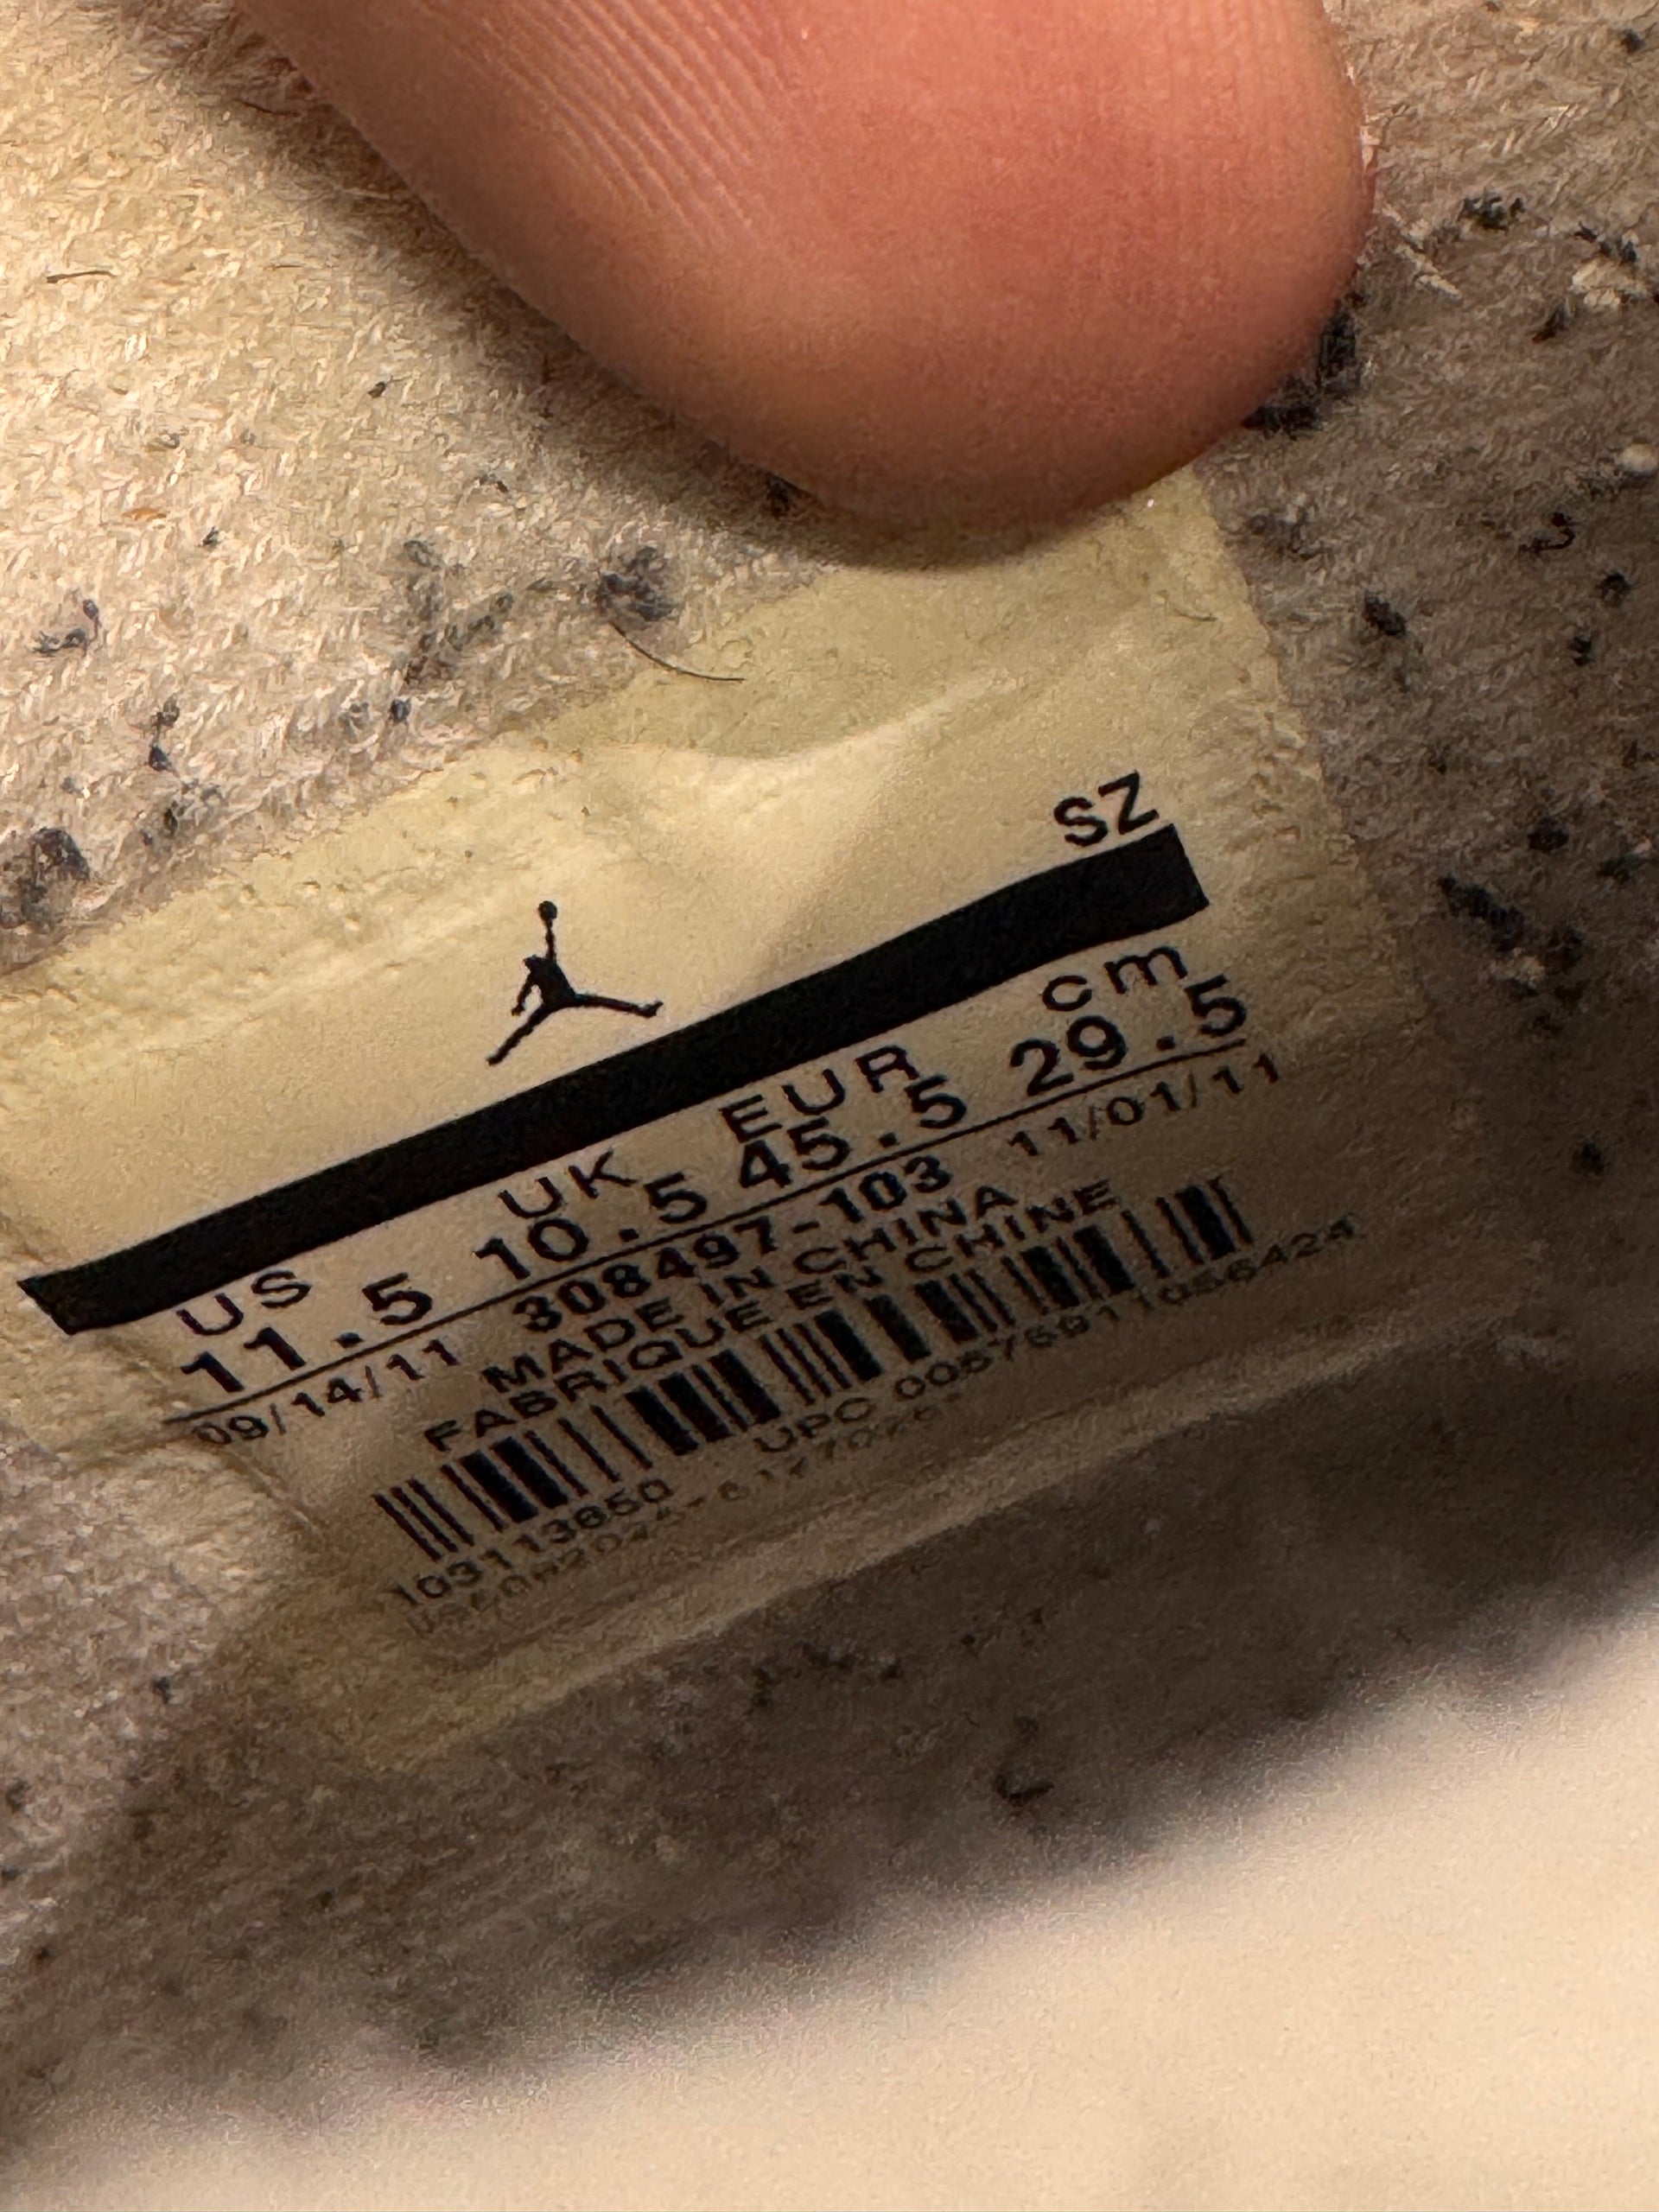 SZ
US UK EUR cm
11.5 10.5 45.5 29.5
09/14/11 308497-103 11/01/11
MADE IN CHINA
FABRIQUE EN CHINE
103113850 UPC